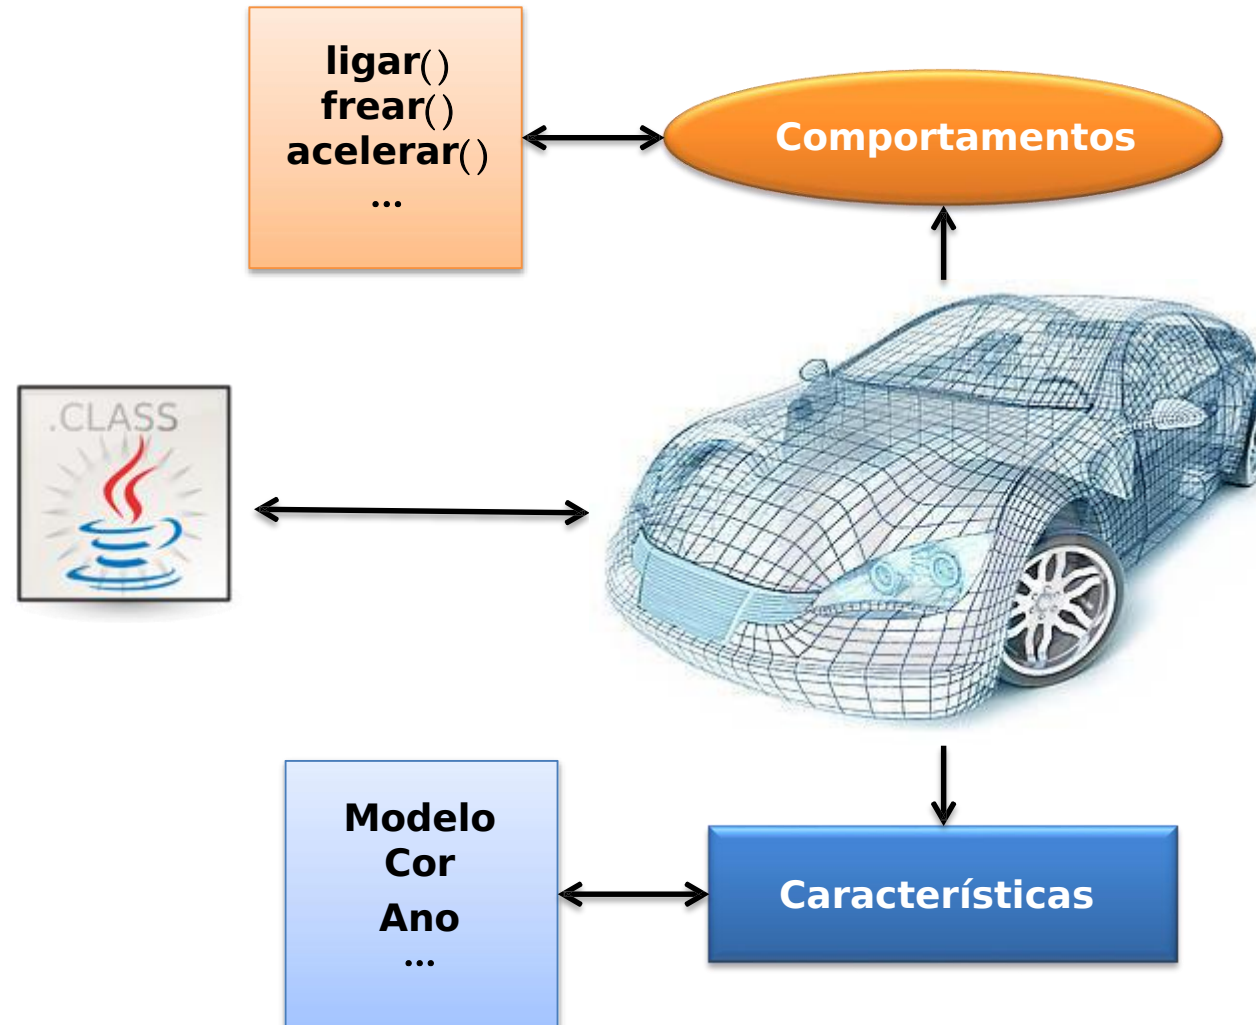 ligar()
frear()
acelerar()
...
Comportamentos
.CLASS
Modelo
Cor
Ano
...
Características